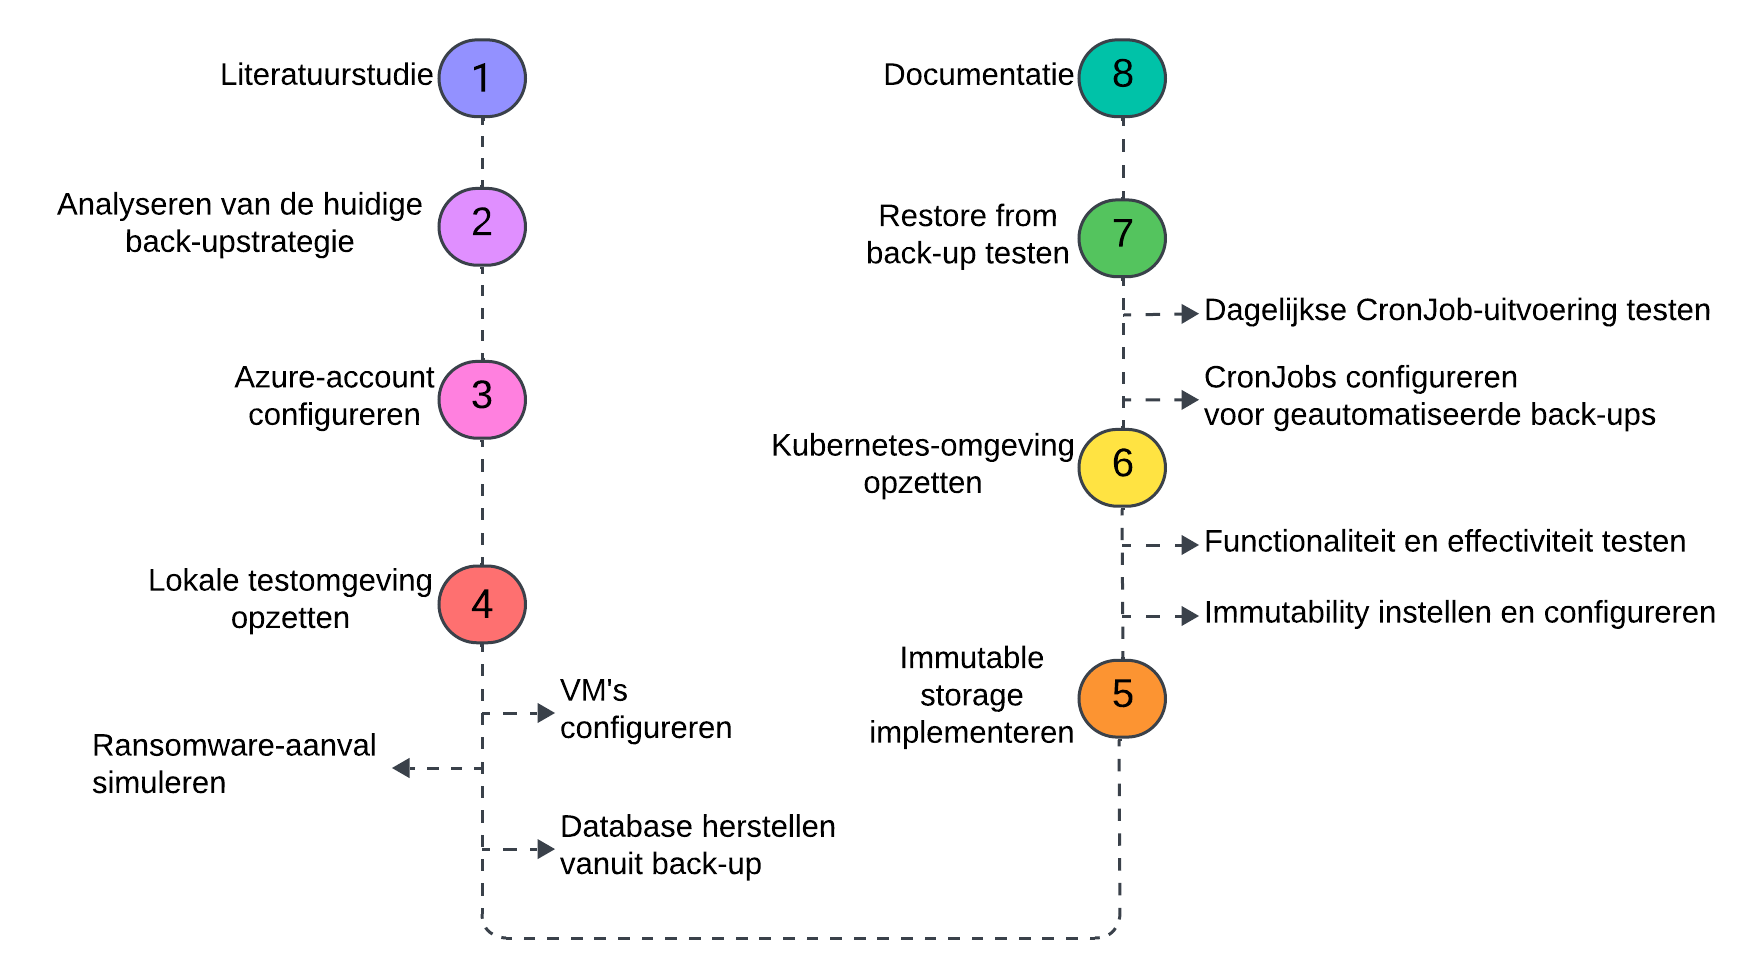 Literatuurstudie
1
Analyseren van de huidige
back-upstrategie
2
Azure-account
configureren
3
Lokale testomgeving
opzetten
4
VM's
configureren
Ransomware-aanval
simuleren
Database herstellen
vanuit back-up
Documentatie
8
Restore from
back-up testen
7
Dagelijkse CronJob-uitvoering testen
CronJobs configureren
voor geautomatiseerde back-ups
Kubernetes-omgeving
opzetten
6
Functionaliteit en effectiviteit testen
Immutability instellen en configureren
Immutable
storage
implementeren
5